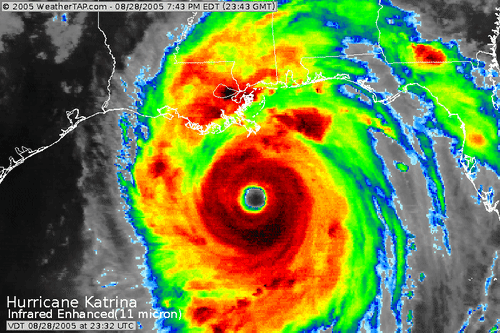 © 2005 WeatherTAP.com - 08/28/2005 7:43 PM EDT (23:43 GMT)
Hurricane Katrina
Infrared Enhanced(11 micron)
VDT 08/28/2005 at 23:32 UTC